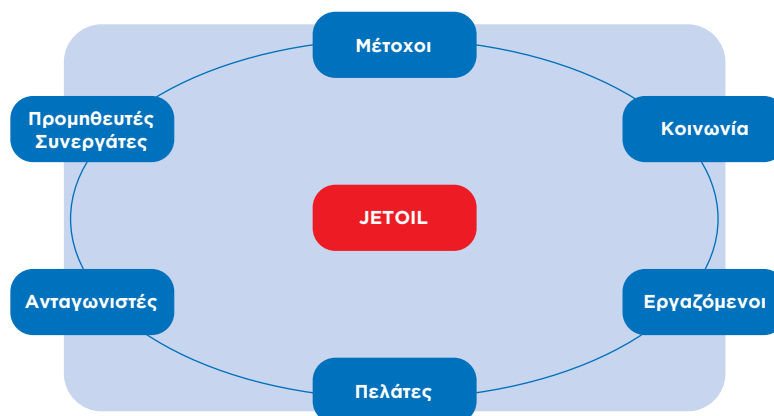 Μέτοχοι
Προμηθευτές
Συνεργάτες
Κοινωνία
JETOIL
Ανταγωνιστές
Εργαζόμενοι
Πελάτες